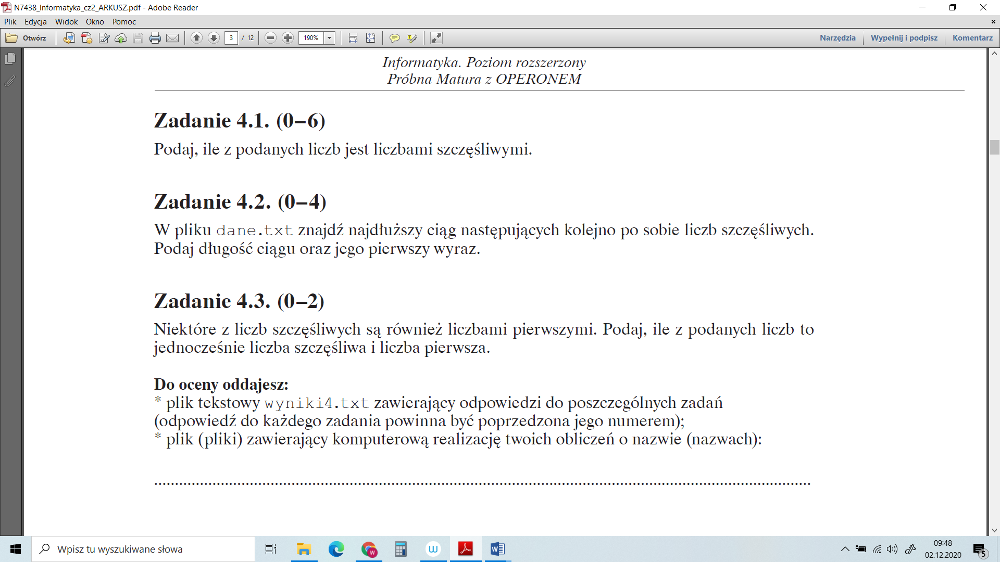 N7438_Informatyka_cz2_ARKUSZ.pdf - Adobe Reader
Plik Edycja Widok Okno Pomoc
Otwórz 3 / 12 190% Narzędzia Wypełnij i podpisz Komentarz
Informatyka. Poziom rozszerzony
Próbna Matura z OPERONEM
Zadanie 4.1. (0–6)
Podaj, ile z podanych liczb jest liczbami szczęśliwymi.
Zadanie 4.2. (0–4)
W pliku dane.txt znajdź najdłuższy ciąg następujących kolejno po sobie liczb szczęśliwych.
Podaj długość ciągu oraz jego pierwszy wyraz.
Zadanie 4.3. (0–2)
Niektóre z liczb szczęśliwych są również liczbami pierwszymi. Podaj, ile z podanych liczb to
jednocześnie liczba szczęśliwa i liczba pierwsza.
Do oceny oddajesz:
* plik tekstowy wyniki4.txt zawierający odpowiedzi do poszczególnych zadań
(odpowiedź do każdego zadania powinna być poprzedzona jego numerem);
* plik (pliki) zawierający komputerową realizację twoich obliczeń o nazwie (nazwach):
..............................................................................................................................................................
Wpisz tu wyszukiwane słowa
09:48
02.12.2020
5